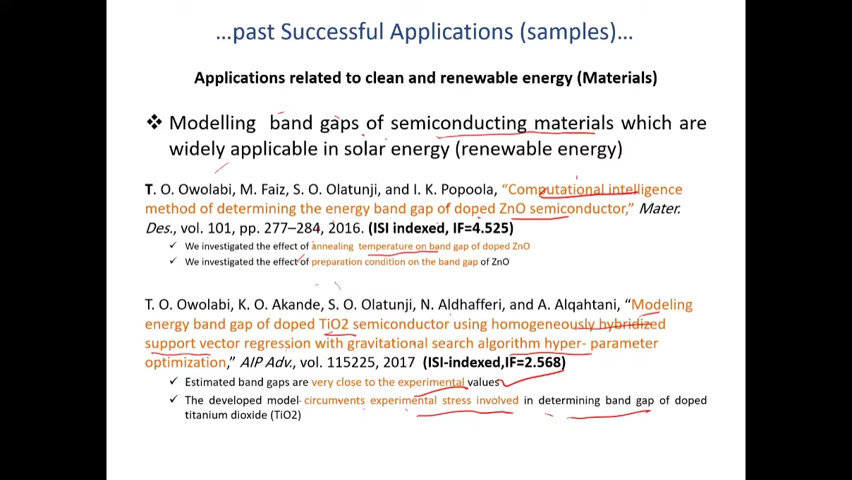 ...past Successful Applications (samples)...
Applications related to clean and renewable energy (Materials)
❖ Modelling band gaps of semiconducting materials which are
widely applicable in solar energy (renewable energy)
T. O. Owolabi, M. Faiz, S. O. Olatunji, and I. K. Popoola, “Computational intelligence
method of determining the energy band gap of doped ZnO semiconductor,” Mater.
Des., vol. 101, pp. 277–284, 2016. (ISI indexed, IF=4.525)
✓ We investigated the effect of annealing temperature on band gap of doped ZnO
✓ We investigated the effect of preparation condition on the band gap of ZnO
T. O. Owolabi, K. O. Akande, S. O. Olatunji, N. Aldhafferi, and A. Alqahtani, “Modeling
energy band gap of doped TiO2 semiconductor using homogeneously hybridized
support vector regression with gravitational search algorithm hyper- parameter
optimization,” AIP Adv., vol. 115225, 2017 (ISI-indexed,IF=2.568)
✓ Estimated band gaps are very close to the experimental values
✓ The developed model circumvents experimental stress involved in determining band gap of doped
titanium dioxide (TiO2)